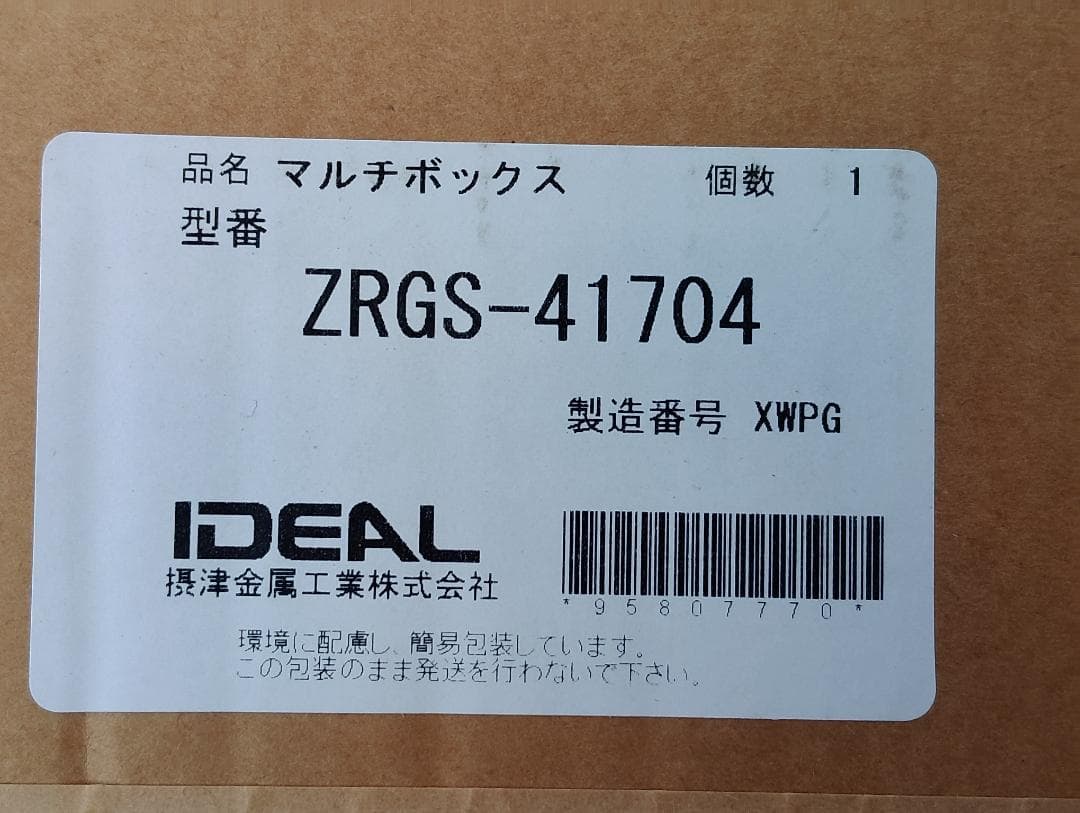 品名 マルチボックス 個数 1
型番
ZRGS-41704
製造番号 XWPG
IDEAL
摂津金属工業株式会社
*95807770*
環境に配慮し、簡易包装しています。
この包装のまま発送を行わないで下さい。